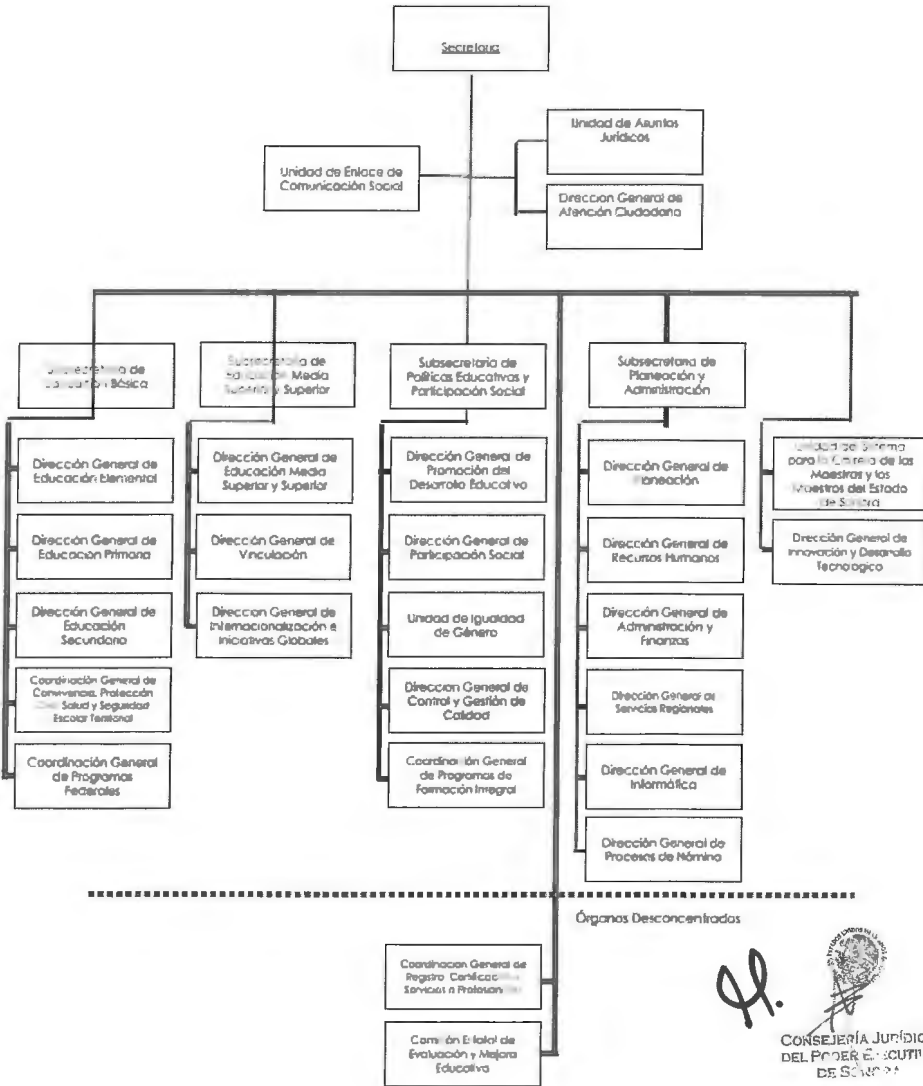 Secretaría
Unidad de Asuntos
Jurídicos
Unidad de Enlace de
Comunicación Social
Dirección General de
Atención Ciudadana
Subsecretaría de
Educación Básica
Subsecretaría de
Educación Media
Superior y Superior
Subsecretaría de
Políticas Educativas y
Participación Social
Subsecretaría de
Planeación y
Administración
Dirección General de
Educación Elemental
Dirección General de
Educación Primaria
Dirección General de
Educación
Secundaria
Coordinación General de
Convivencia, Protección
Salud y Seguridad
Escolar Territorial
Coordinación General
de Programas
Federales
Dirección General de
Educación Media
Superior y Superior
Dirección General de
Vinculación
Dirección General de
Internacionalización e
Iniciativas Globales
Dirección General de
Promoción del
Desarrollo Educativo
Dirección General de
Participación Social
Unidad de Igualdad
de Género
Dirección General de
Control y Gestión de
Calidad
Coordinación General
de Programas de
Formación Integral
Dirección General de
Planeación
Dirección General de
Recursos Humanos
Dirección General de
Administración y
Finanzas
Dirección General de
Servicios Regionales
Dirección General de
Informática
Dirección General de
Procesos de Nómina
Unidad del Sistema
para la Carrera de las
Maestras y los
Maestros del Estado
de Sonora
Dirección General de
Innovación y Desarrollo
Tecnológico
Órganos Desconcentrados
Coordinación General de
Registro, Certificación
Servicios a
Comisión Estatal de
Evaluación y Mejora
Educativa
CONSEJERÍA JURÍDIC
DEL PODER EJECUTI
DE SONORA